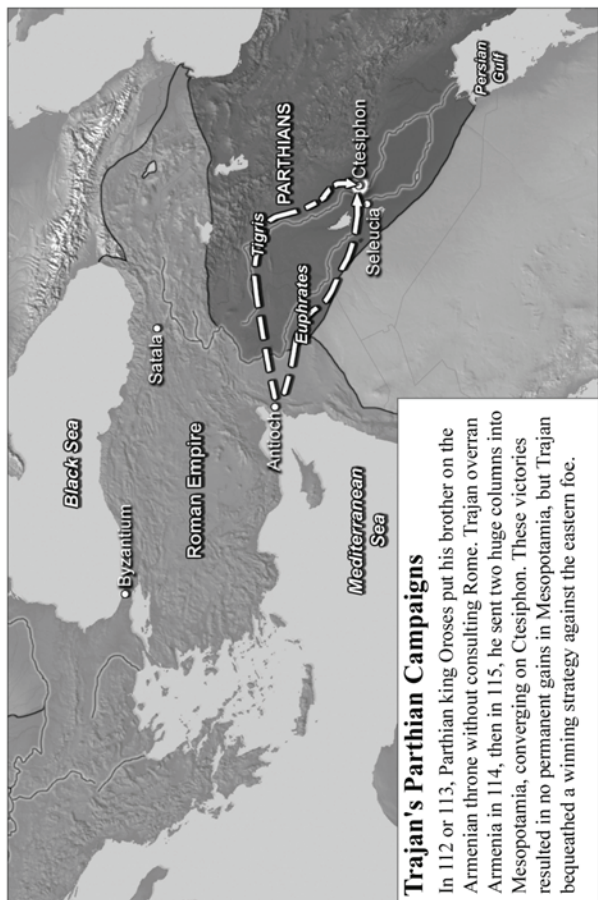 Black Sea
Byzantium
Satala
Roman Empire
Tigris
PARTHIANS
Antioch
Euphrates
Ctesiphon
Seleucia
Persian
Gulf
Mediterranean
Sea
Trajan's Parthian Campaigns
In 112 or 113, Parthian king Oroses put his brother on the
Armenian throne without consulting Rome. Trajan overran
Armenia in 114, then in 115, he sent two huge columns into
Mesopotamia, converging on Ctesiphon. These victories
resulted in no permanent gains in Mesopotamia, but Trajan
bequeathed a winning strategy against the eastern foe.